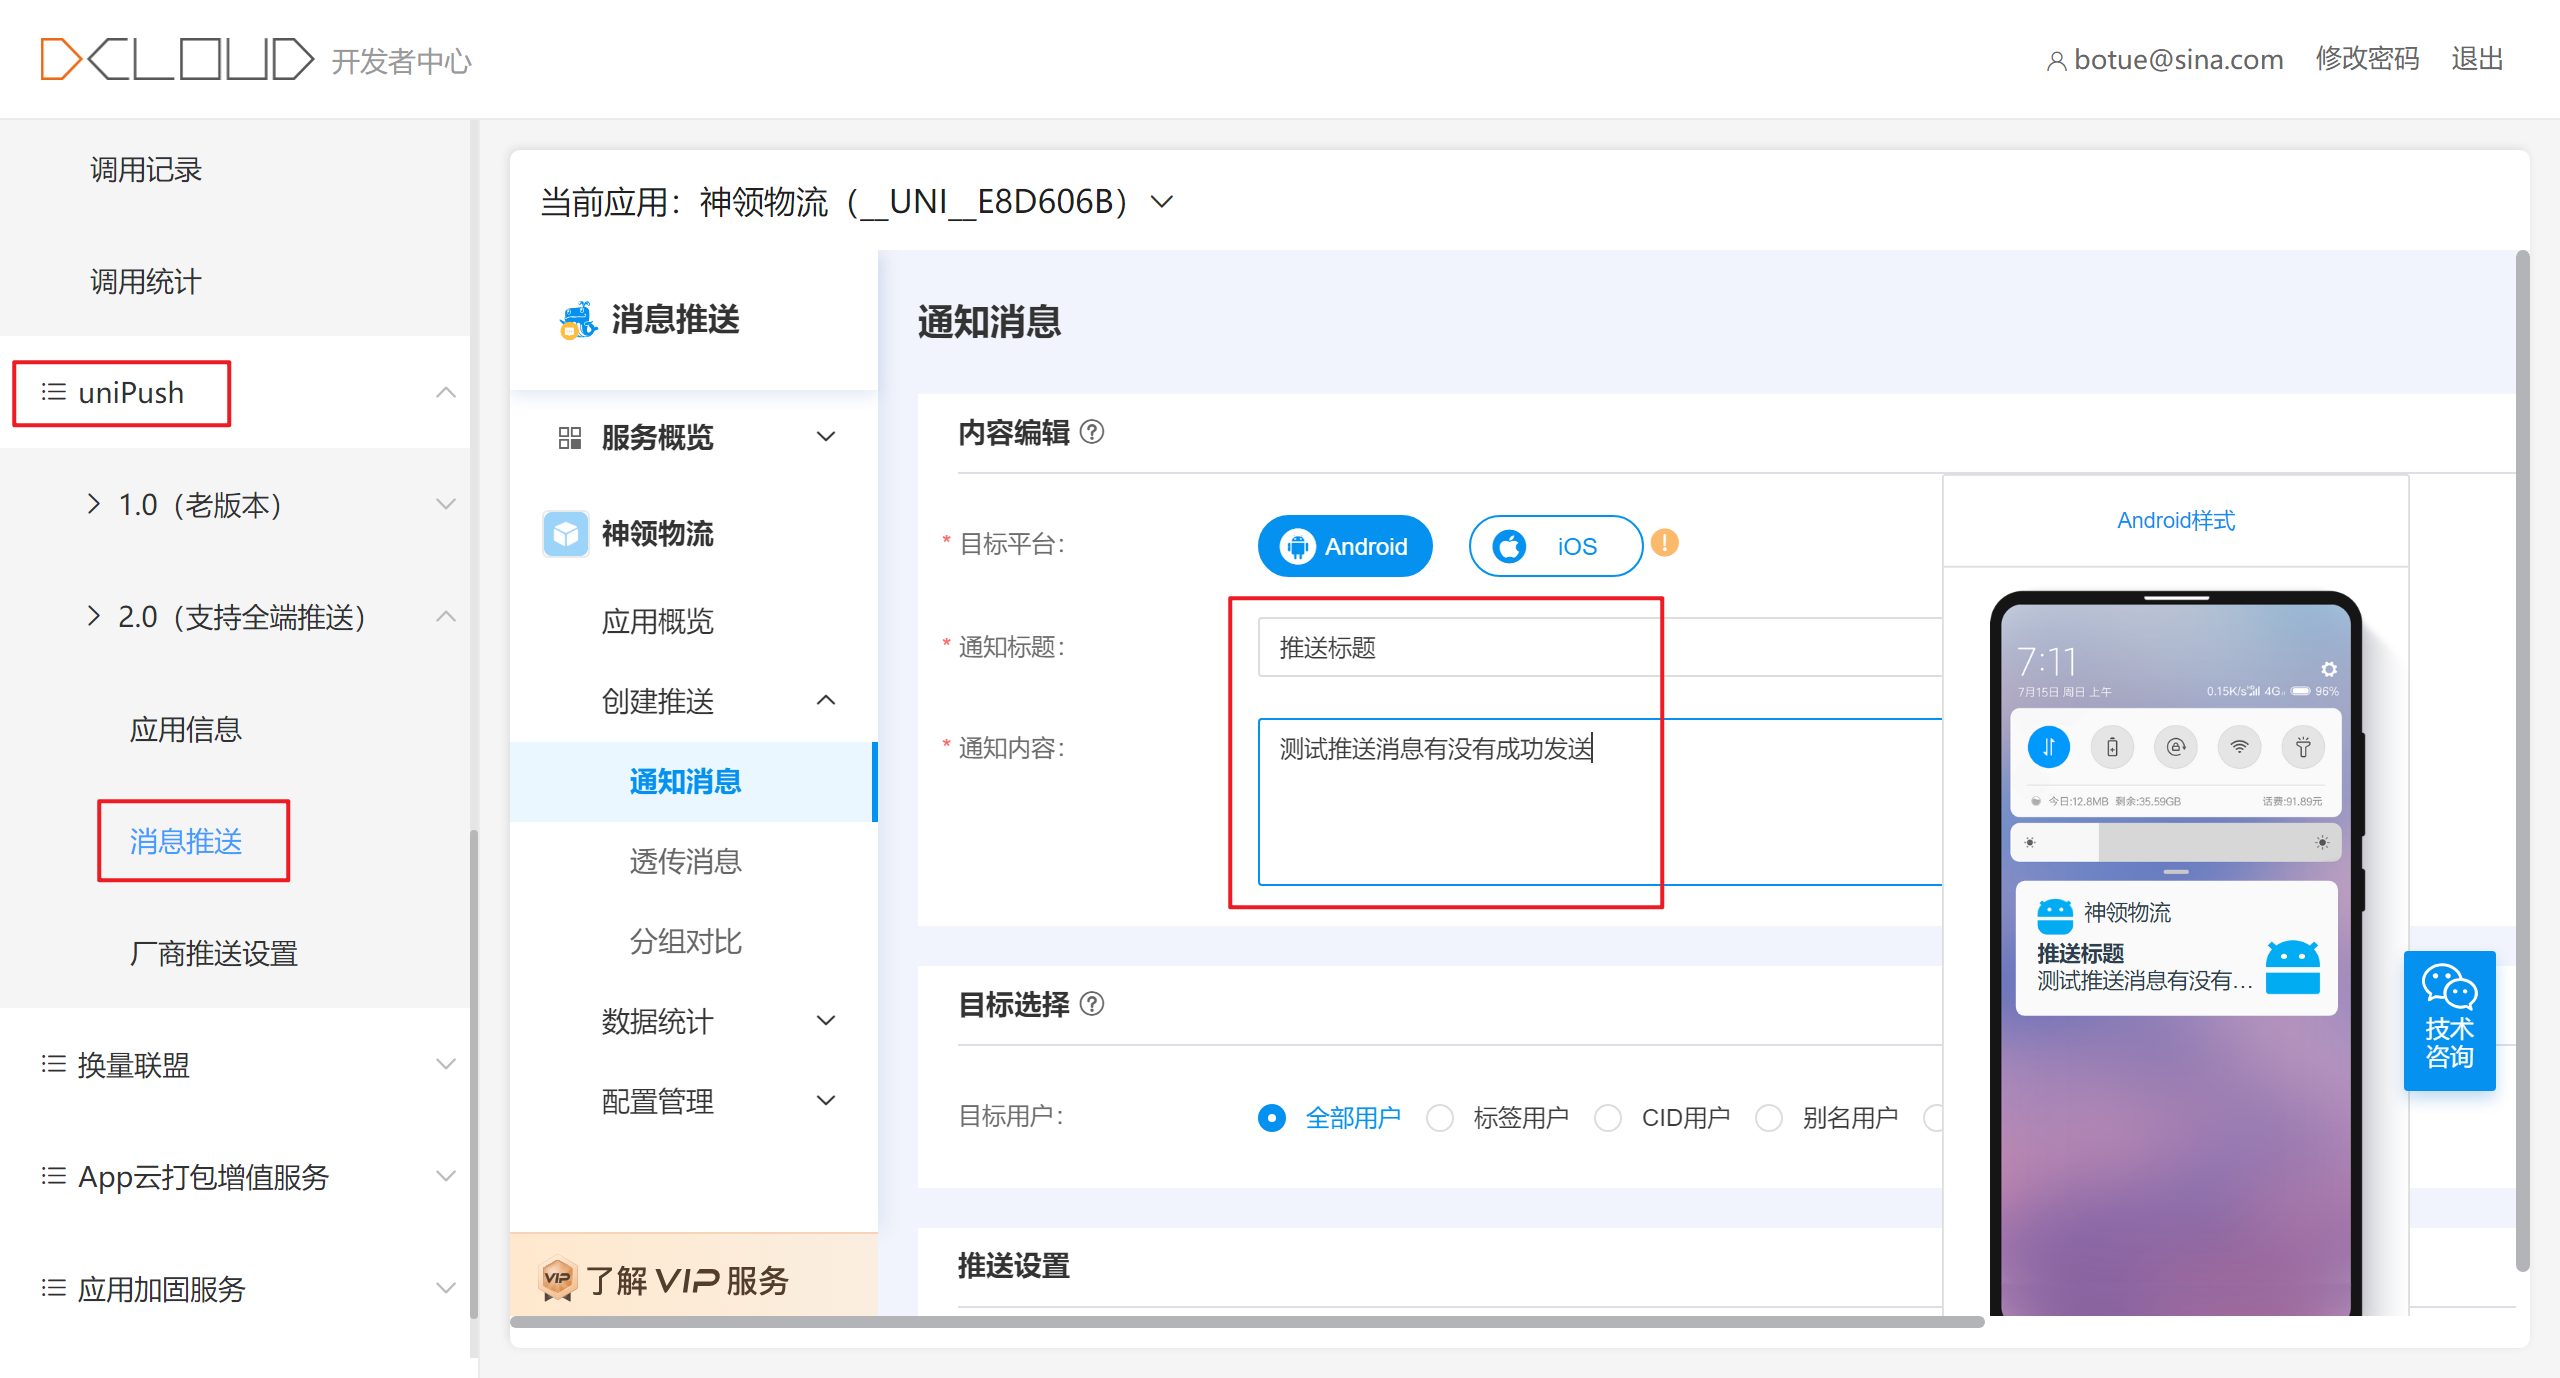 DCLOUD 开发者中心
botue@sina.com 修改密码 退出
调用记录
调用统计
uniPush
1.0（老版本）
2.0（支持全端推送）
应用信息
消息推送
厂商推送设置
换量联盟
App云打包增值服务
应用加固服务
当前应用：神领物流（__UNI__E8D606B）
消息推送
服务概览
神领物流
应用概览
创建推送
通知消息
透传消息
分组对比
数据统计
配置管理
VIP 了解 VIP 服务
通知消息
内容编辑 ?
* 目标平台： Android iOS !
* 通知标题： 推送标题
* 通知内容： 测试推送消息有没有成功发送
目标选择 ?
目标用户： 全部用户 标签用户 CID用户 别名用户
推送设置
Android样式
7:11
7月15日 周日 上午 0.15K/s 4G 96%
今日:12.8MB 剩余:35.59GB 话费:91.89元
神领物流
推送标题
测试推送消息有没有...
技术
咨询